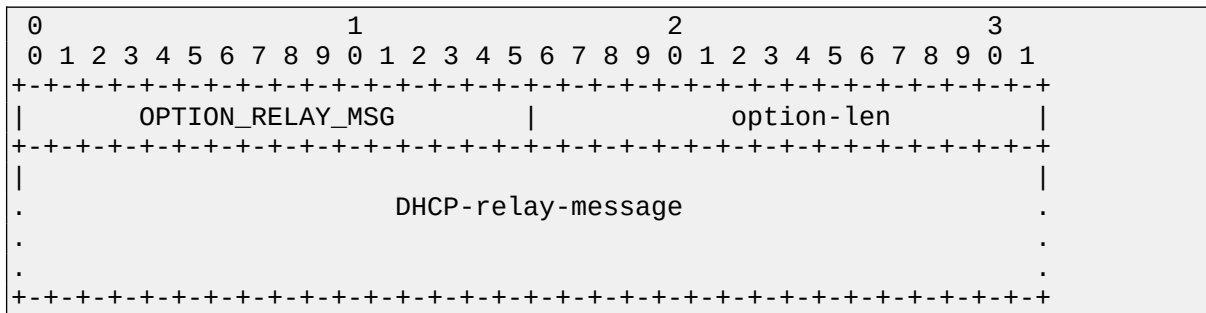 0                   1                   2                   3
 0 1 2 3 4 5 6 7 8 9 0 1 2 3 4 5 6 7 8 9 0 1 2 3 4 5 6 7 8 9 0 1
+-+-+-+-+-+-+-+-+-+-+-+-+-+-+-+-+-+-+-+-+-+-+-+-+-+-+-+-+-+-+-+-+
|       OPTION_RELAY_MSG        |            option-len         |
+-+-+-+-+-+-+-+-+-+-+-+-+-+-+-+-+-+-+-+-+-+-+-+-+-+-+-+-+-+-+-+-+
|                                                               |
.                       DHCP-relay-message                      .
.                                                               .
.                                                               .
+-+-+-+-+-+-+-+-+-+-+-+-+-+-+-+-+-+-+-+-+-+-+-+-+-+-+-+-+-+-+-+-+